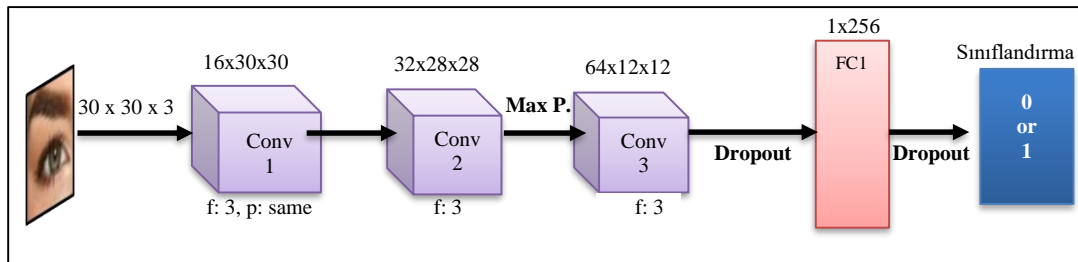 30 x 30 x 3
16x30x30
Conv
1
f: 3, p: same
32x28x28
Conv
2
f: 3
Max P.
64x12x12
Conv
3
f: 3
Dropout
1x256
FC1
Dropout
Sınıflandırma
0
or
1